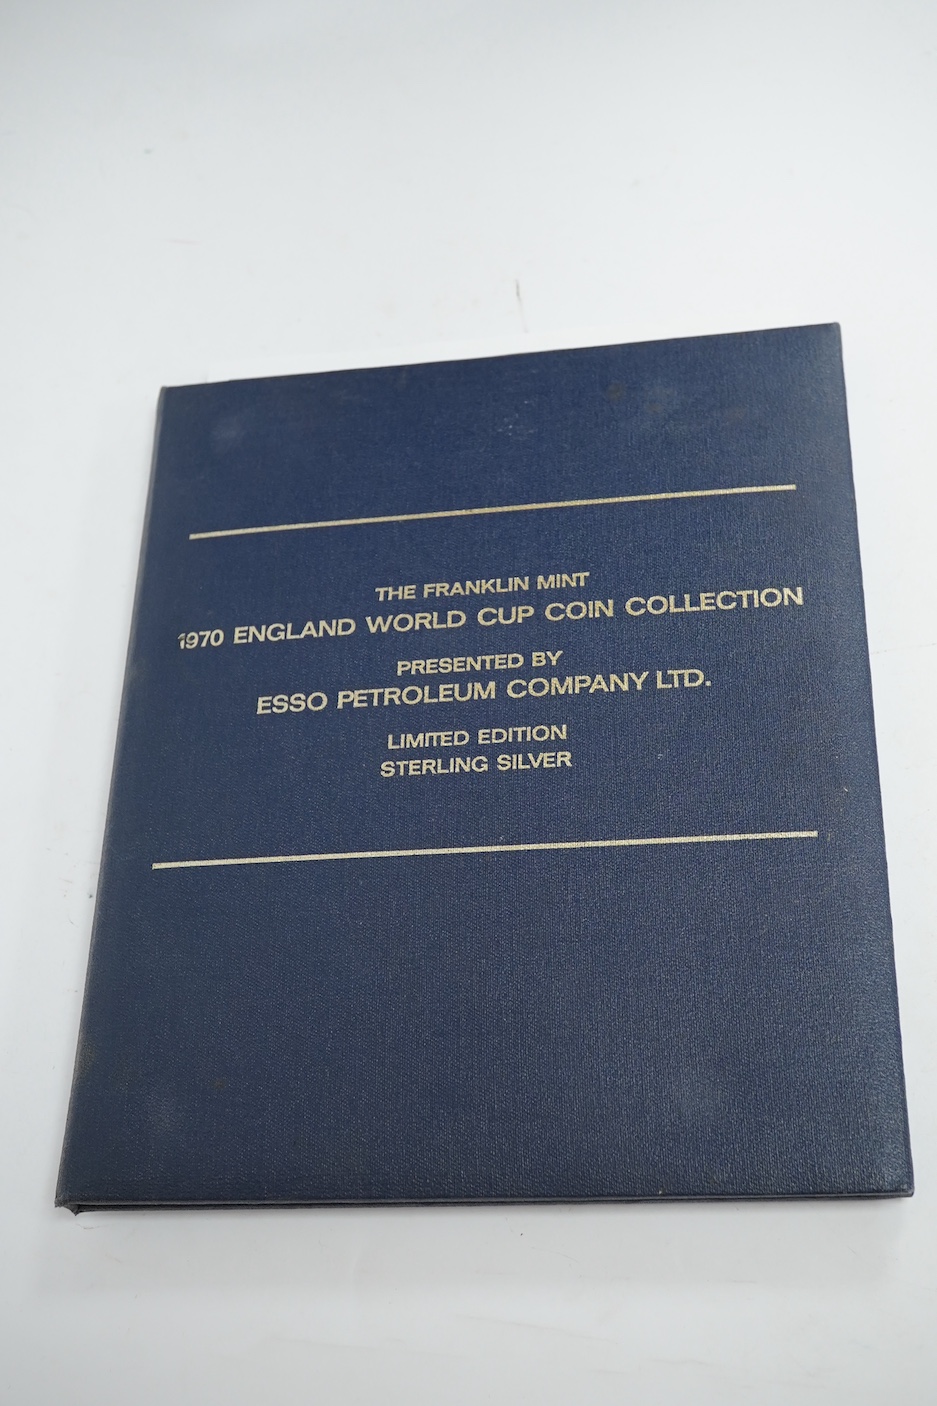 THE FRANKLIN MINT
1970 ENGLAND WORLD CUP COIN COLLECTION
PRESENTED BY
ESSO PETROLEUM COMPANY LTD.
LIMITED EDITION
STERLING SILVER